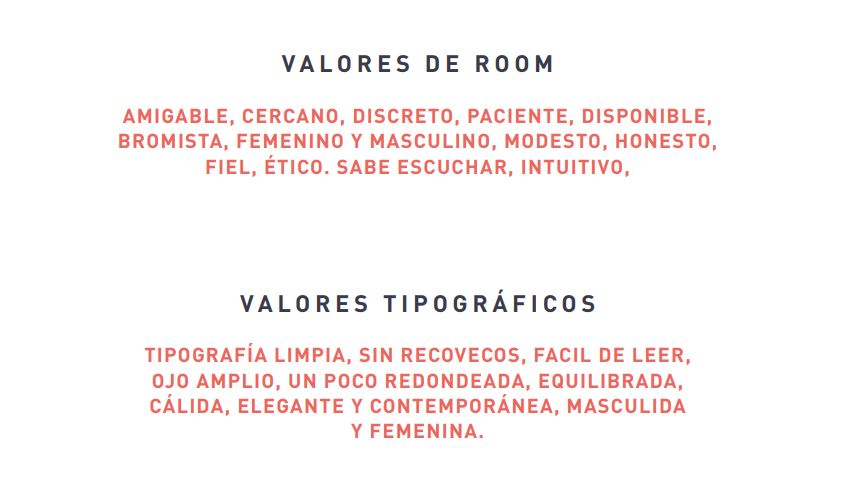 VALORES DE ROOM
AMIGABLE, CERCANO, DISCRETO, PACIENTE, DISPONIBLE,
BROMISTA, FEMENINO Y MASCULINO, MODESTO, HONESTO,
FIEL, ÉTICO. SABE ESCUCHAR, INTUITIVO,
VALORES TIPOGRÁFICOS
TIPOGRAFÍA LIMPIA, SIN RECOVECOS, FACIL DE LEER,
OJO AMPLIO, UN POCO REDONDEADA, EQUILIBRADA,
CÁLIDA, ELEGANTE Y CONTEMPORÁNEA, MASCULIDA
Y FEMENINA.